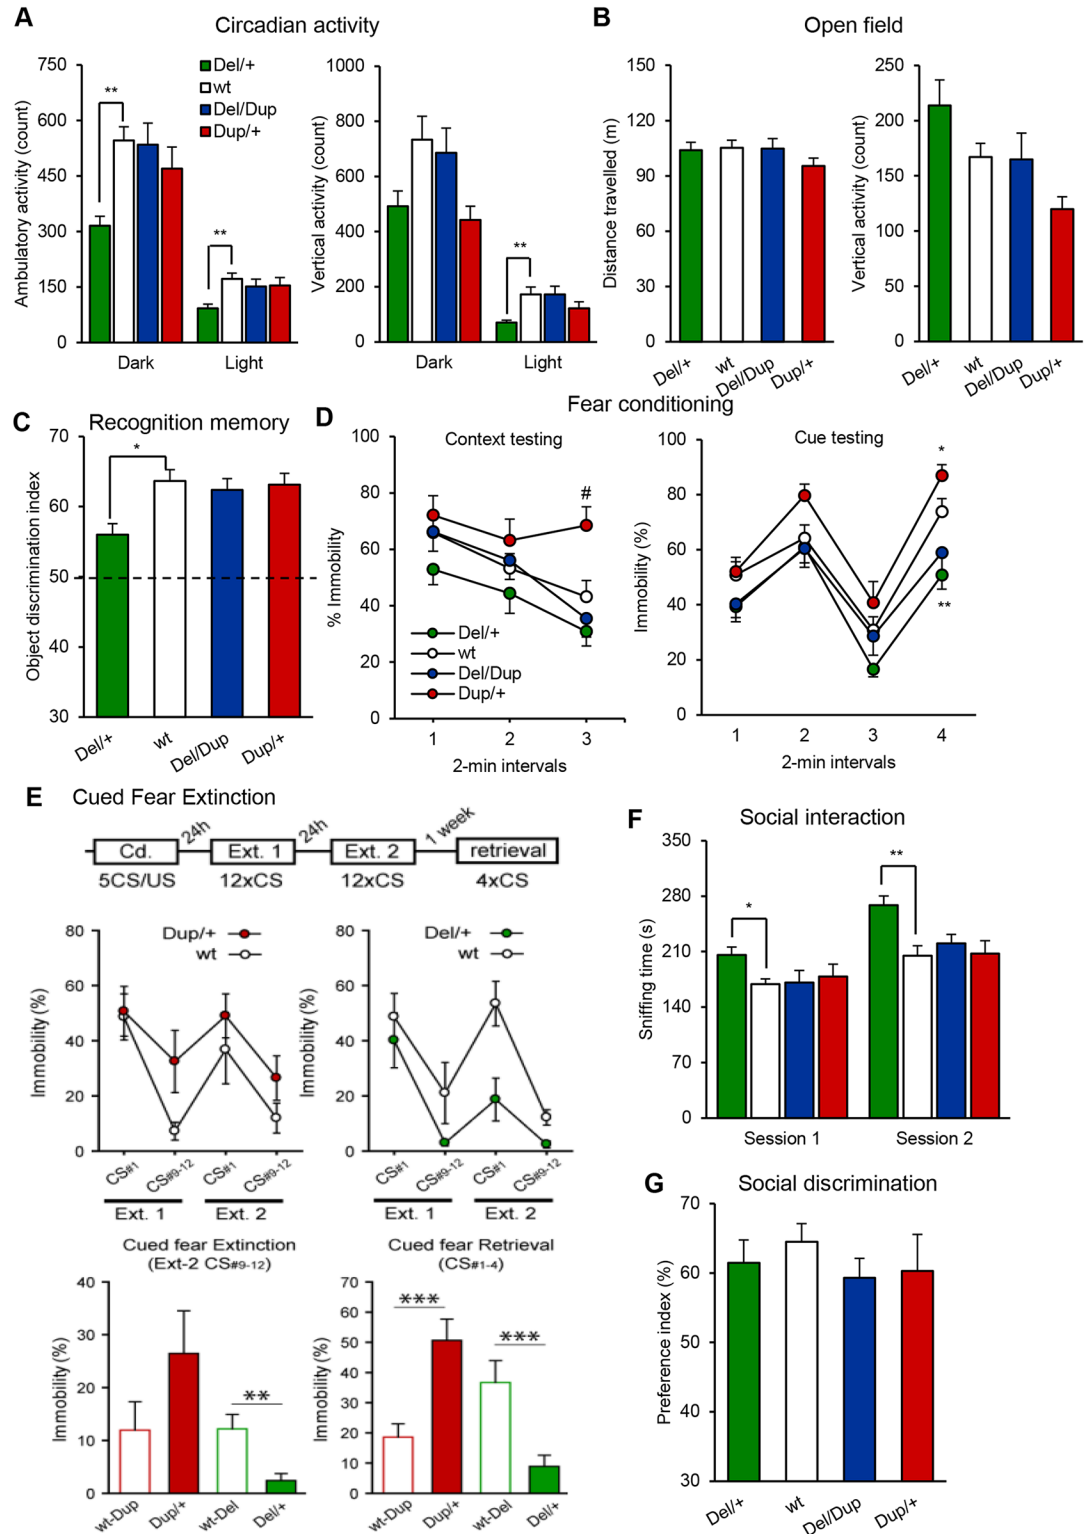 A
Circadian activity
B
Open field
Del/+
wt
Del/Dup
Dup/+
Ambulatory activity (count)
750
600
450
300
150
0
**
**
Dark
Light
Vertical activity (count)
1000
800
600
400
200
0
**
Dark
Light
Distance travelled (m)
150
120
90
60
30
0
Del/+
wt
Del/Dup
Dup/+
Vertical activity (count)
250
200
150
100
50
0
Del/+
wt
Del/Dup
Dup/+
C
Recognition memory
Object discrimination index
70
60
50
40
30
*
Del/+
wt
Del/Dup
Dup/+
D
Fear conditioning
Context testing
% Immobility
100
80
60
40
20
0
#
Del/+
wt
Del/Dup
Dup/+
1
2
3
2-min intervals
Cue testing
Immobility (%)
100
80
60
40
20
0
*
**
1
2
3
4
2-min intervals
E
Cued Fear Extinction
Cd.
24h
Ext. 1
24h
Ext. 2
1 week
retrieval
5CS/US
12xCS
12xCS
4xCS
Immobility (%)
80
60
40
20
0
Dup/+
wt
CS#1
CS#9-12
CS#1
CS#9-12
Ext. 1
Ext. 2
Immobility (%)
80
60
40
20
0
Del/+
wt
CS#1
CS#9-12
CS#1
CS#9-12
Ext. 1
Ext. 2
Cued fear Extinction
(Ext-2 CS#9-12)
Immobility (%)
40
30
20
10
0
**
wt-Dup
Dup/+
wt-Del
Del/+
Cued fear Retrieval
(CS#1-4)
Immobility (%)
70
60
50
40
30
20
10
0
***
***
wt-Dup
Dup/+
wt-Del
Del/+
F
Social interaction
Sniffing time (s)
350
280
210
140
70
0
*
**
Session 1
Session 2
G
Social discrimination
Preference index (%)
70
60
50
40
30
Del/+
wt
Del/Dup
Dup/+